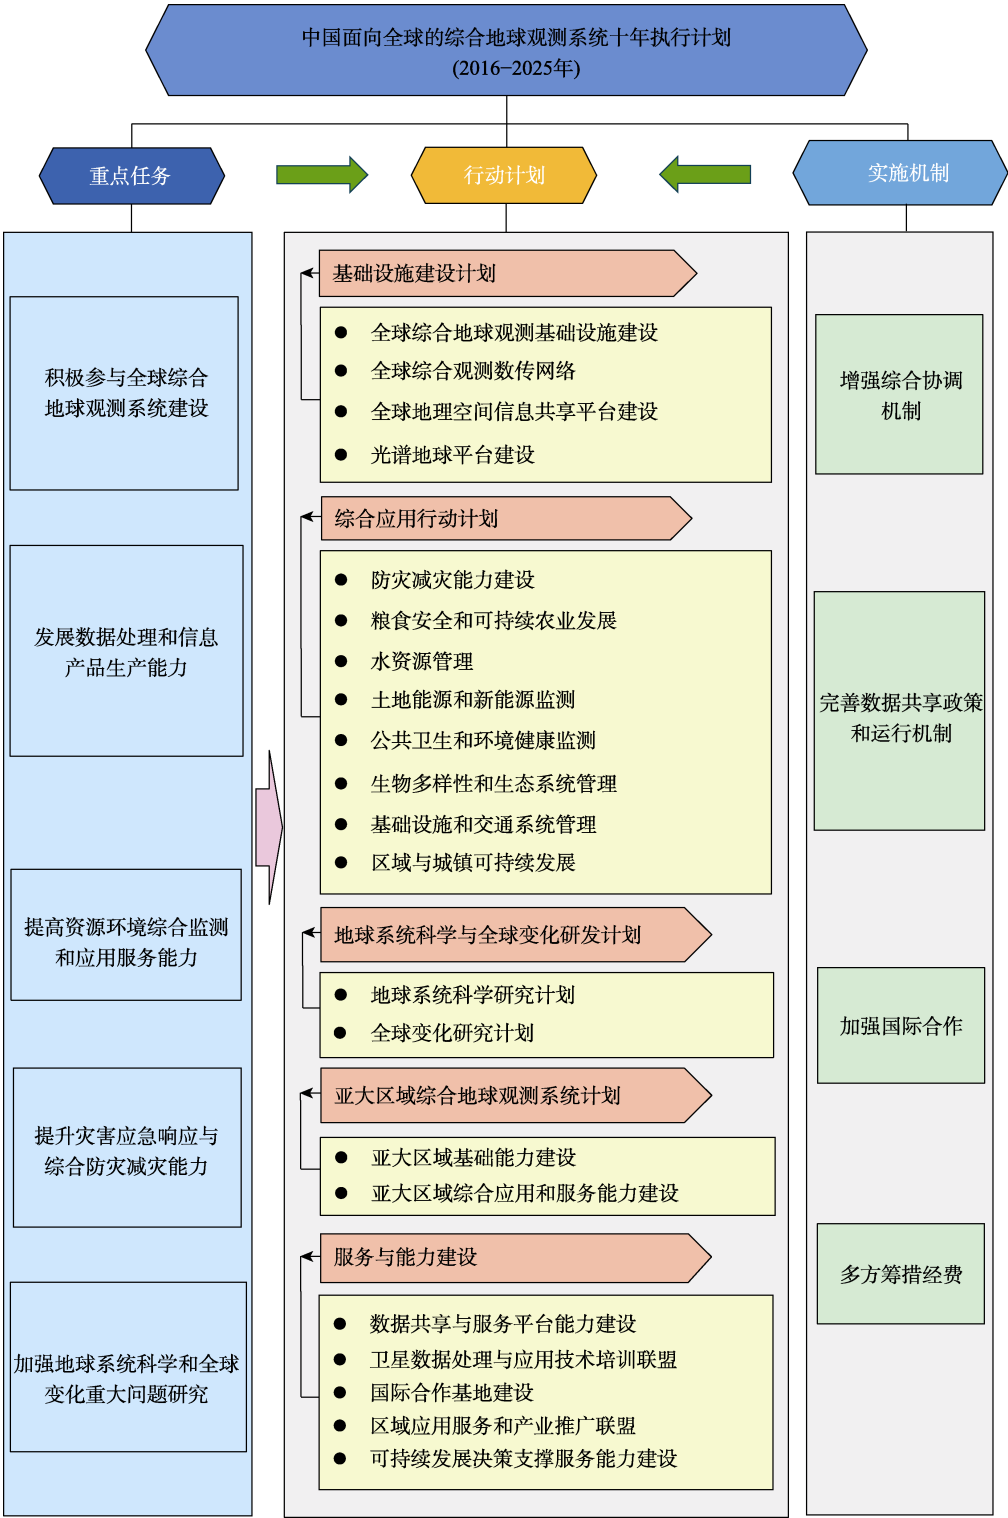 中国面向全球的综合地球观测系统十年执行计划
(2016−2025年)
重点任务
行动计划
实施机制
积极参与全球综合
地球观测系统建设
发展数据处理和信息
产品生产能力
提高资源环境综合监测
和应用服务能力
提升灾害应急响应与
综合防灾减灾能力
加强地球系统科学和全球
变化重大问题研究
基础设施建设计划
● 全球综合地球观测基础设施建设
● 全球综合观测数传网络
● 全球地理空间信息共享平台建设
● 光谱地球平台建设
综合应用行动计划
● 防灾减灾能力建设
● 粮食安全和可持续农业发展
● 水资源管理
● 土地能源和新能源监测
● 公共卫生和环境健康监测
● 生物多样性和生态系统管理
● 基础设施和交通系统管理
● 区域与城镇可持续发展
地球系统科学与全球变化研发计划
● 地球系统科学研究计划
● 全球变化研究计划
亚大区域综合地球观测系统计划
● 亚大区域基础能力建设
● 亚大区域综合应用和服务能力建设
服务与能力建设
● 数据共享与服务平台能力建设
● 卫星数据处理与应用技术培训联盟
● 国际合作基地建设
● 区域应用服务和产业推广联盟
● 可持续发展决策支撑服务能力建设
增强综合协调
机制
完善数据共享政策
和运行机制
加强国际合作
多方筹措经费